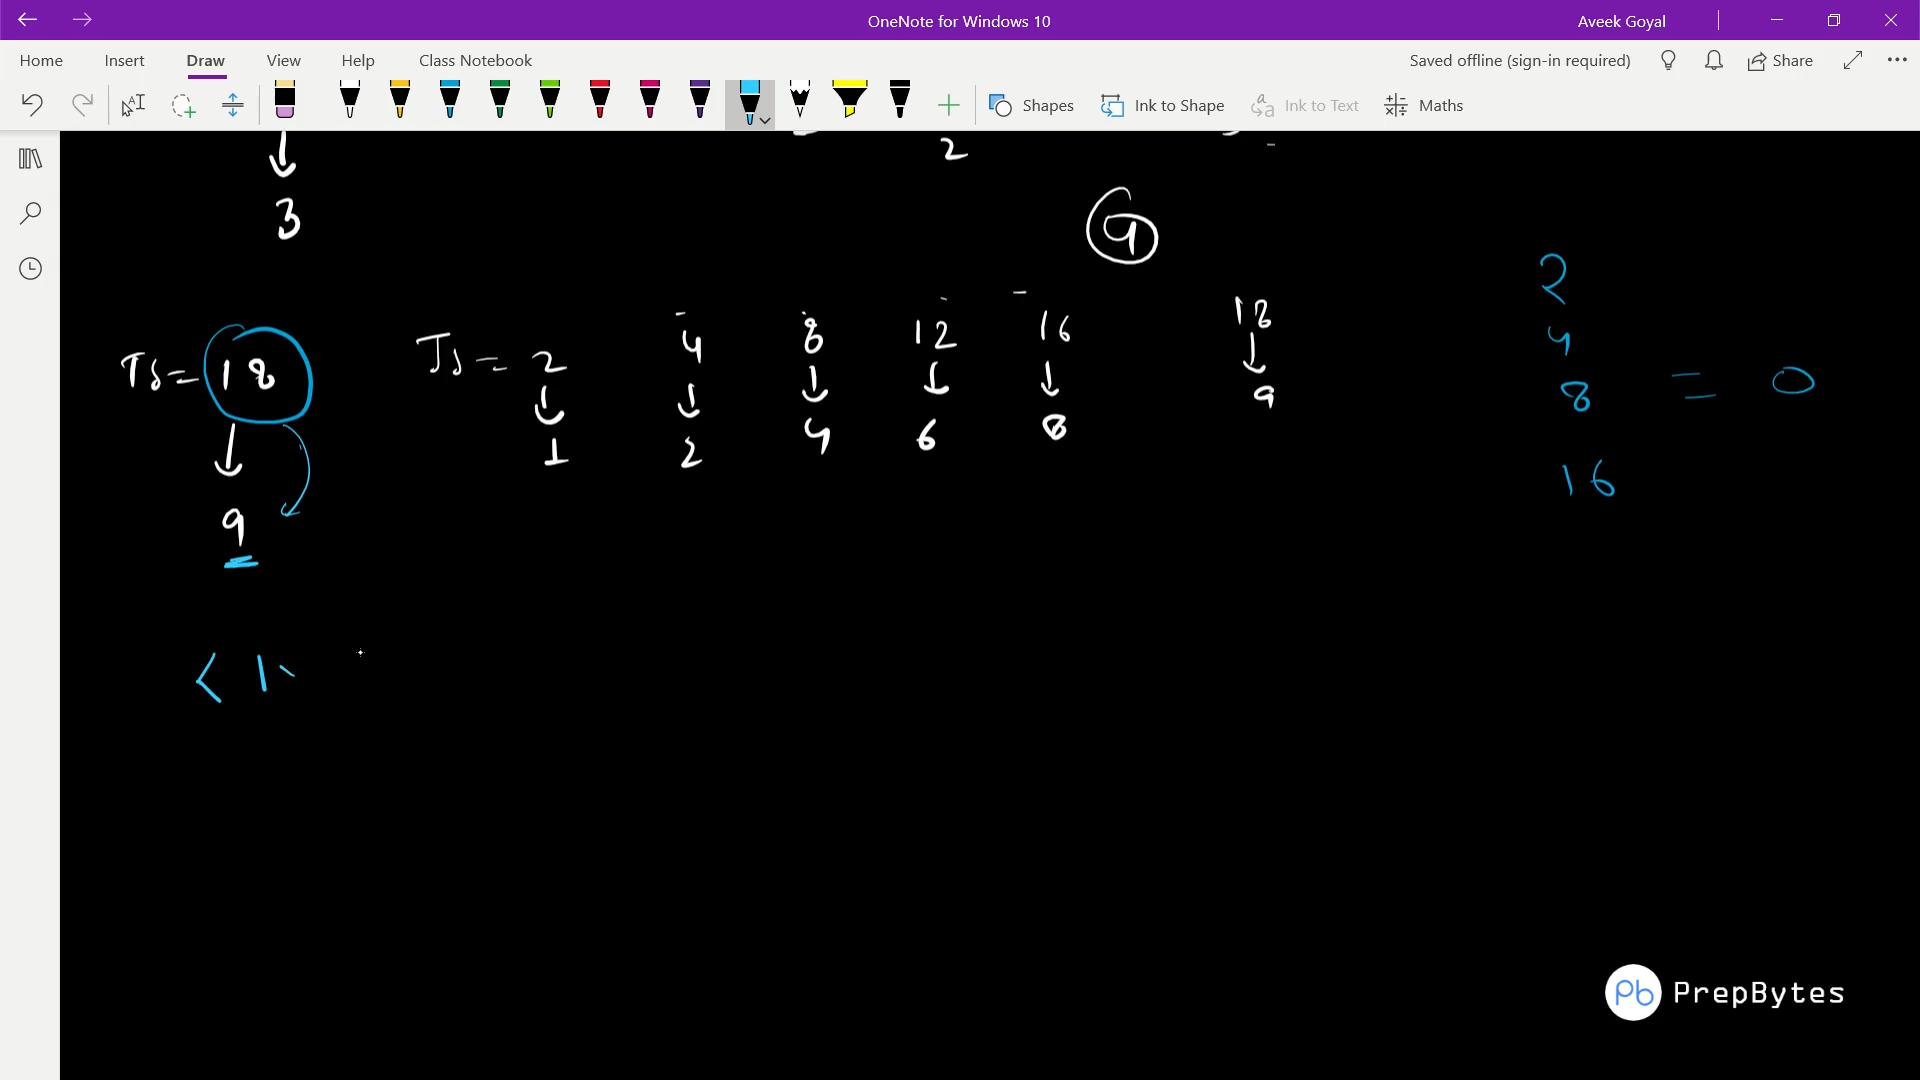 OneNote for Windows 10
Aveek Goyal
Home Insert Draw View Help Class Notebook
Saved offline (sign-in required) Share
Shapes Ink to Shape Ink to Text Maths
2
3
9
Ts = 18
Ts = 2 4 8 12 16 18
1 2 4 6 8 9
9
2
4
8 = 0
16
< 1
Pb PrepBytes